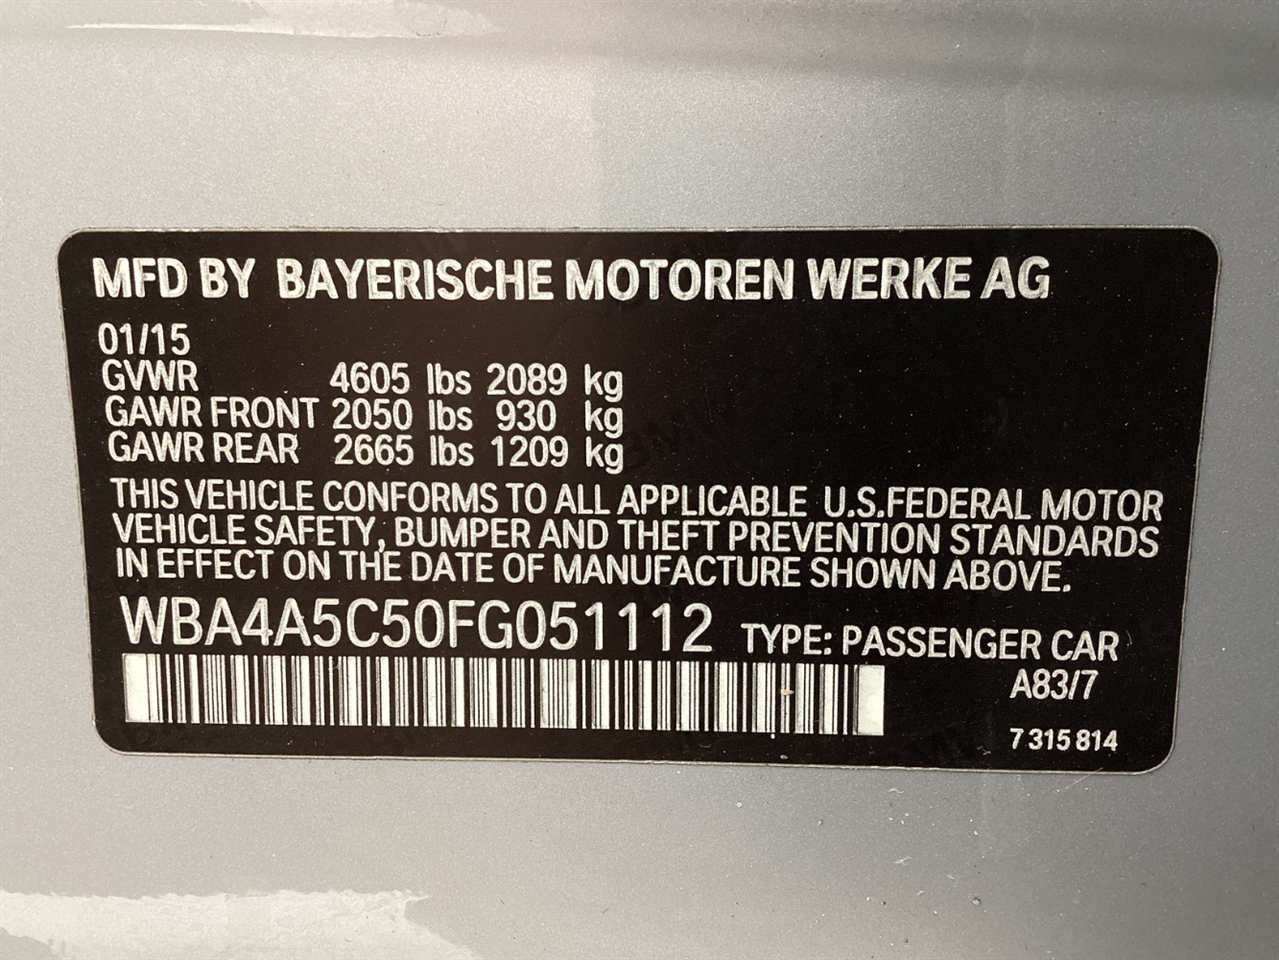 MFD BY BAYERISCHE MOTOREN WERKE AG
01/15
GVWR 4605 lbs 2089 kg
GAWR FRONT 2050 lbs 930 kg
GAWR REAR 2665 lbs 1209 kg
THIS VEHICLE CONFORMS TO ALL APPLICABLE U.S.FEDERAL MOTOR
VEHICLE SAFETY, BUMPER AND THEFT PREVENTION STANDARDS
IN EFFECT ON THE DATE OF MANUFACTURE SHOWN ABOVE.
WBA4A5C50FG051112 TYPE: PASSENGER CAR
A83/7
7 315 814